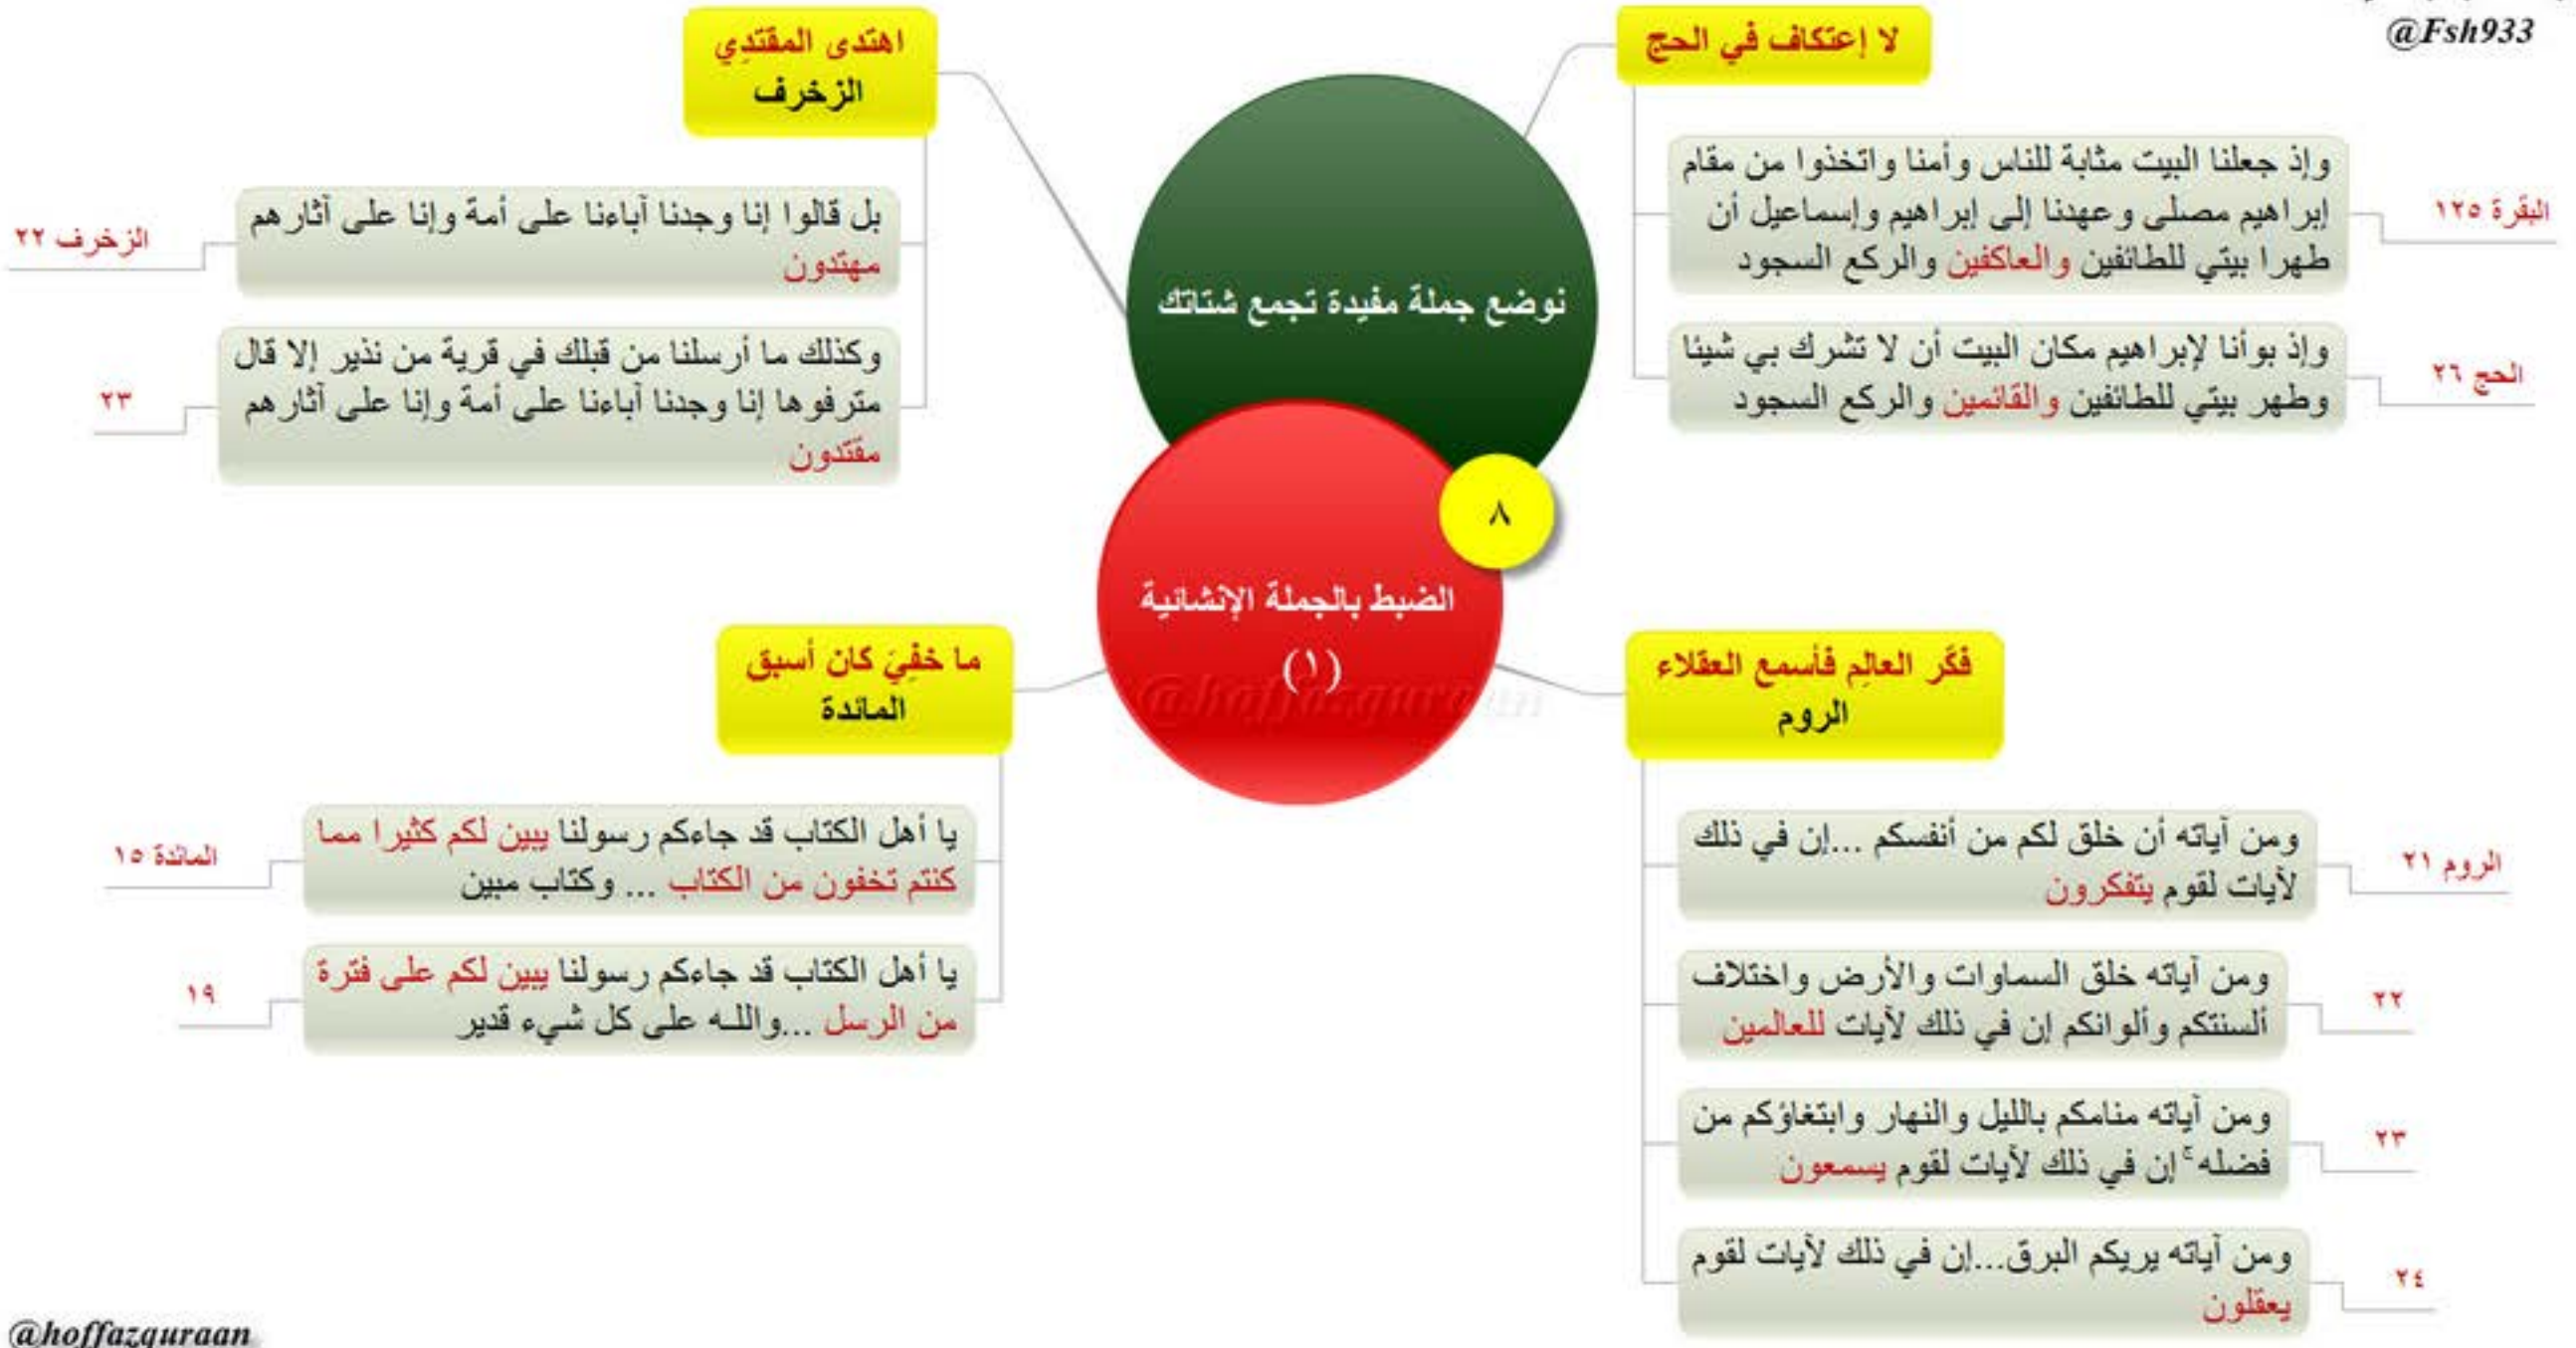 @Fsh933
لا إعتكاف في الحج
وإذ جعلنا البيت مثابة للناس وأمنا واتخذوا من مقام
إبراهيم مصلى وعهدنا إلى إبراهيم وإسماعيل أن
طهرا بيتي للطائفين والعاكفين والركع السجود
البقرة ١٢٥
وإذ بوأنا لإبراهيم مكان البيت أن لا تشرك بي شيئا
وطهر بيتي للطائفين والقائمين والركع السجود
الحج ٢٦
اهتدى المقتدِي
الزخرف
بل قالوا إنا وجدنا آباءنا على أمة وإنا على آثارهم
مهتدون
الزخرف ٢٢
وكذلك ما أرسلنا من قبلك في قرية من نذير إلا قال
مترفوها إنا وجدنا آباءنا على أمة وإنا على آثارهم
مقتدون
٢٣
نوضع جملة مفيدة تجمع شتاتك
٨
الضبط بالجملة الإنشائية
(١)
@hoffazquraan
فكَّر العالِم فأسمع العقلاء
الروم
ومن آياته أن خلق لكم من أنفسكم ...إن في ذلك
لآيات لقوم يتفكرون
الروم ٢١
ومن آياته خلق السماوات والأرض واختلاف
ألسنتكم وألوانكم إن في ذلك لآيات للعالمين
٢٢
ومن آياته منامكم بالليل والنهار وابتغاؤكم من
فضله ۚ إن في ذلك لآيات لقوم يسمعون
٢٣
ومن آياته يريكم البرق...إن في ذلك لآيات لقوم
يعقلون
٢٤
ما خفِيَ كان أسبق
المائدة
يا أهل الكتاب قد جاءكم رسولنا يبين لكم كثيرا مما
كنتم تخفون من الكتاب ... وكتاب مبين
المائدة ١٥
يا أهل الكتاب قد جاءكم رسولنا يبين لكم على فترة
من الرسل ...واللـه على كل شيء قدير
١٩
@hoffazquraan